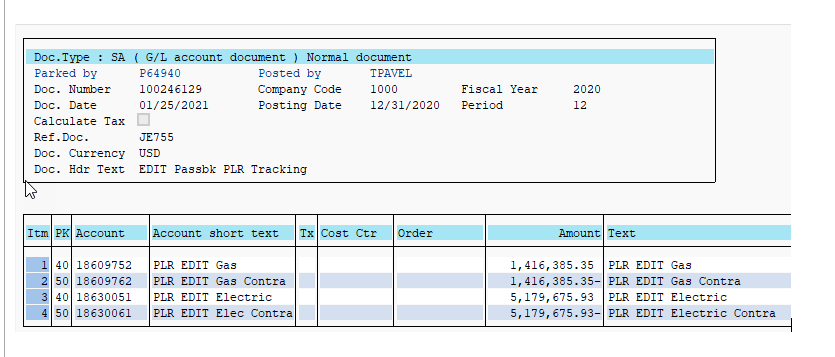 Doc.Type : SA ( G/L account document ) Normal document
Parked by P64940 Posted by TPAVEL
Doc. Number 100246129 Company Code 1000 Fiscal Year 2020
Doc. Date 01/25/2021 Posting Date 12/31/2020 Period 12
Calculate Tax
Ref.Doc. JE755
Doc. Currency USD
Doc. Hdr Text EDIT Passbk PLR Tracking
Itm PK Account Account short text Tx Cost Ctr Order Amount Text
1 40 18609752 PLR EDIT Gas 1,416,385.35 PLR EDIT Gas
2 50 18609762 PLR EDIT Gas Contra 1,416,385.35- PLR EDIT Gas Contra
3 40 18630051 PLR EDIT Electric 5,179,675.93 PLR EDIT Electric
4 50 18630061 PLR EDIT Elec Contra 5,179,675.93- PLR EDIT Electric Contra